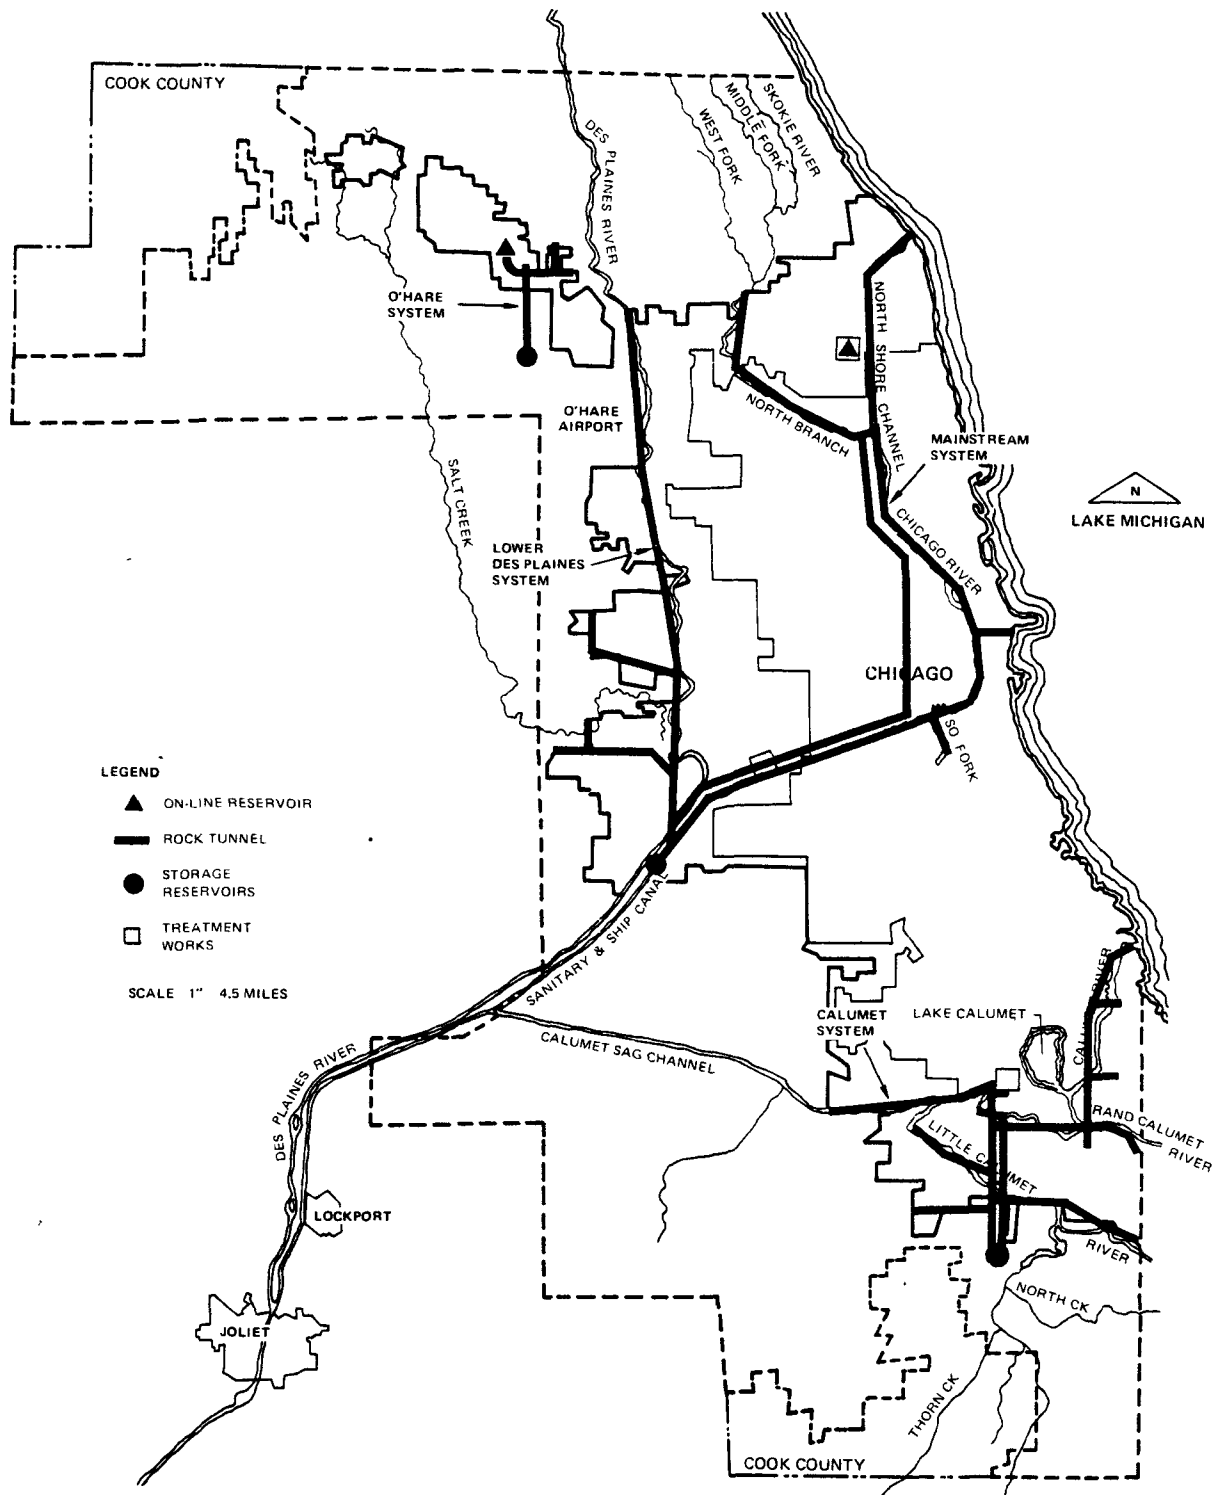 COOK COUNTY
DES PLAINES RIVER
WEST FORK
MIDDLE FORK
SKOKIE RIVER
O'HARE
SYSTEM
NORTH SHORE CHANNEL
O'HARE
AIRPORT
NORTH BRANCH
MAINSTREAM
SYSTEM
N
LAKE MICHIGAN
SALT CREEK
CHICAGO RIVER
LOWER
DES PLAINES
SYSTEM
CHICAGO
SO FORK
LEGEND
ON-LINE RESERVOIR
ROCK TUNNEL
STORAGE
RESERVOIRS
TREATMENT
WORKS
SCALE 1" 4.5 MILES
SANITARY & SHIP CANAL
CALUMET
SYSTEM
LAKE CALUMET
RIVER
CALUMET SAG CHANNEL
DES PLAINES RIVER
RAND CALUMET
RIVER
LITTLE CALUMET
RIVER
LOCKPORT
NORTH CK
JOLIET
THORN CK
COOK COUNTY